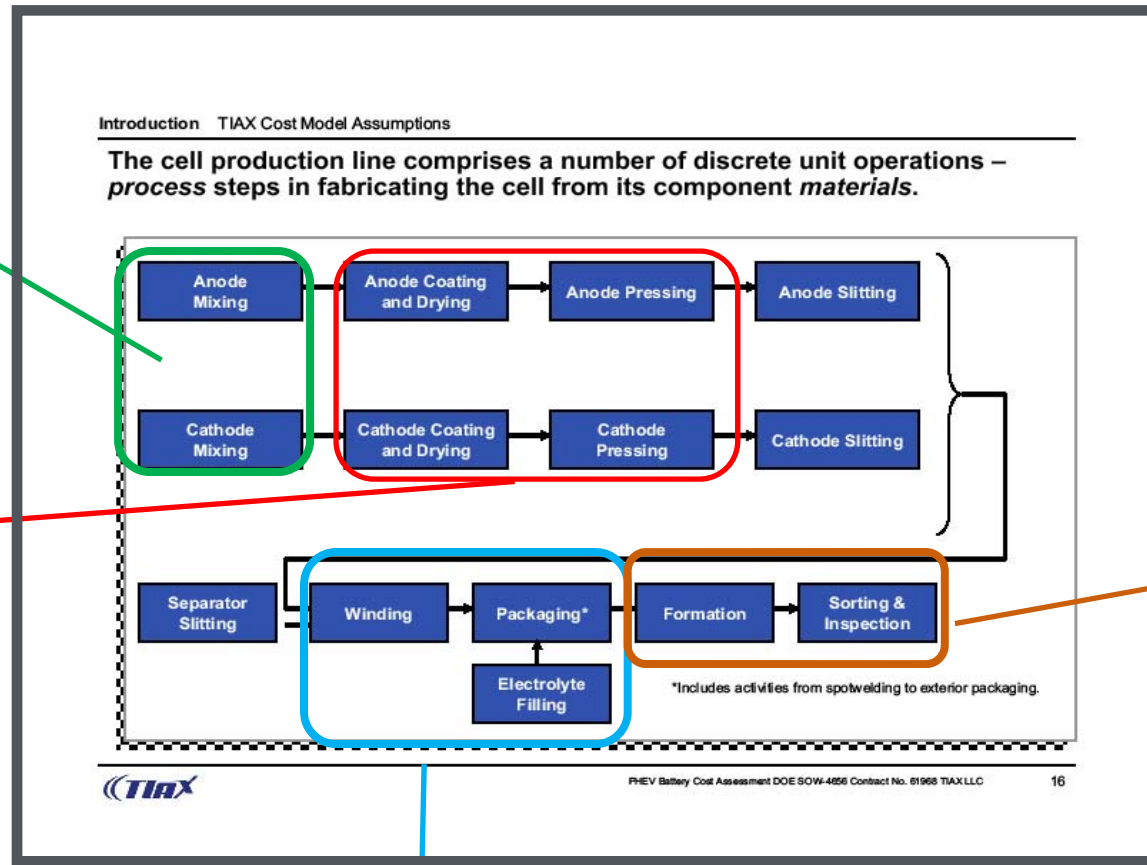 Introduction TIAX Cost Model Assumptions
The cell production line comprises a number of discrete unit operations –
process steps in fabricating the cell from its component materials.
Anode
Mixing
Anode Coating
and Drying
Anode Pressing
Anode Slitting
Cathode
Mixing
Cathode Coating
and Drying
Cathode
Pressing
Cathode Slitting
Separator
Slitting
Winding
Packaging*
Formation
Sorting &
Inspection
Electrolyte
Filling
*Includes activities from spotwelding to exterior packaging.
TIAX
PHEV Battery Cost Assessment DOE SOW-4656 Contract No. 61968 TIAX LLC
16